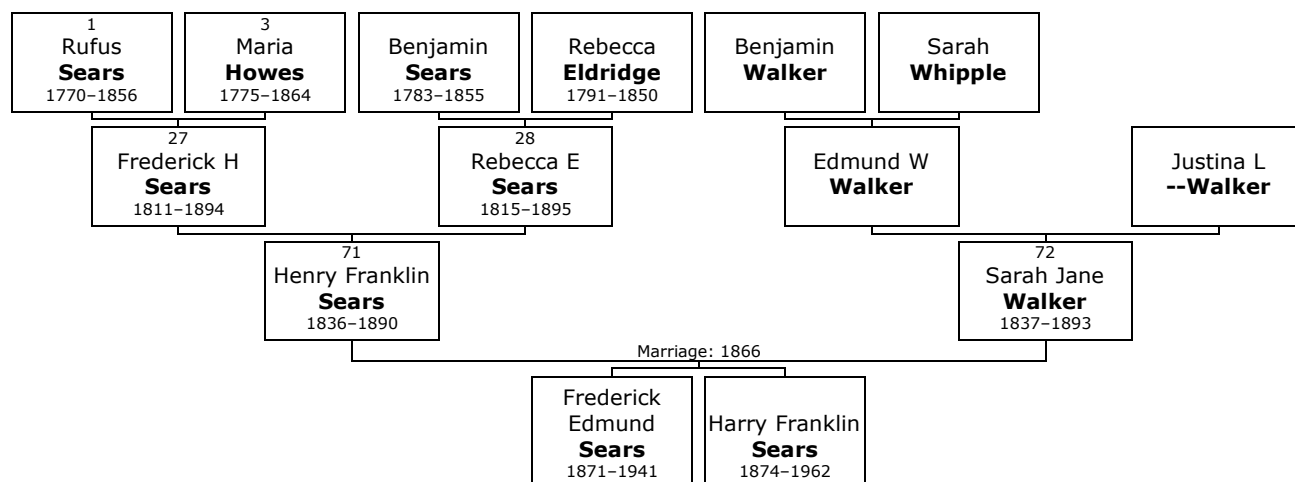 1
Rufus
Sears
1770–1856
3
Maria
Howes
1775–1864
Benjamin
Sears
1783–1855
Rebecca
Eldridge
1791–1850
Benjamin
Walker
Sarah
Whipple
27
Frederick H
Sears
1811–1894
28
Rebecca E
Sears
1815–1895
Edmund W
Walker
Justina L
--Walker
71
Henry Franklin
Sears
1836–1890
72
Sarah Jane
Walker
1837–1893
Marriage: 1866
Frederick
Edmund
Sears
1871–1941
Harry Franklin
Sears
1874–1962